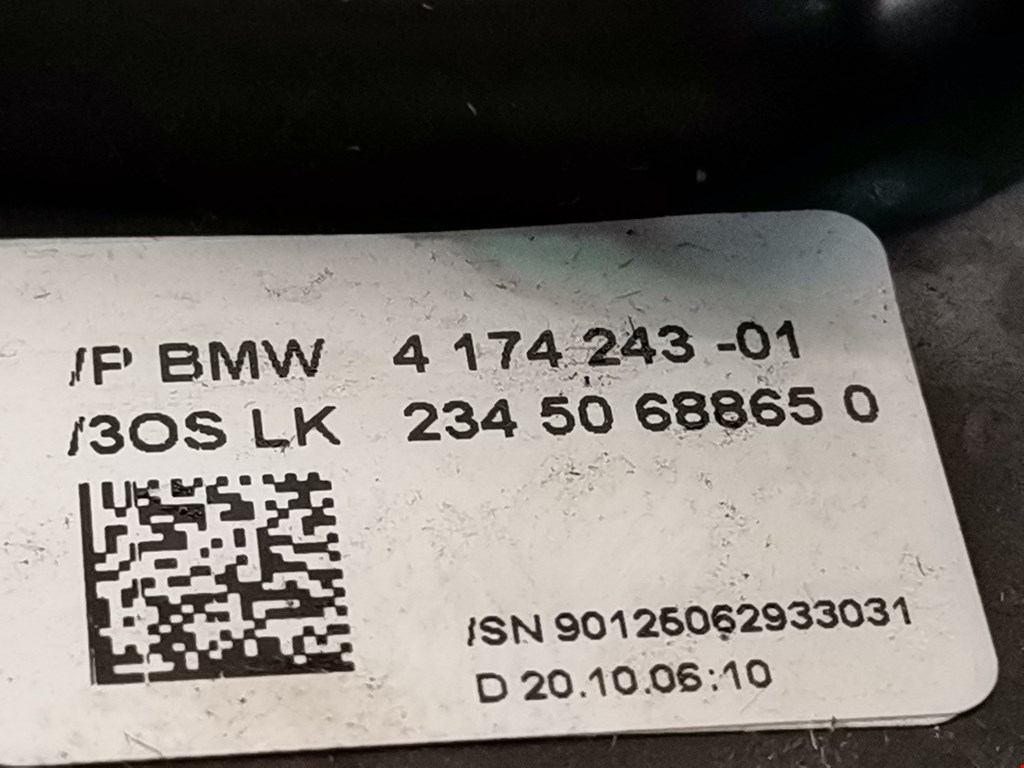 /P BMW 4 174 243 -01
/3OS LK 234 50 68865 0
/SN 90125062933031
D 20.10.06:10